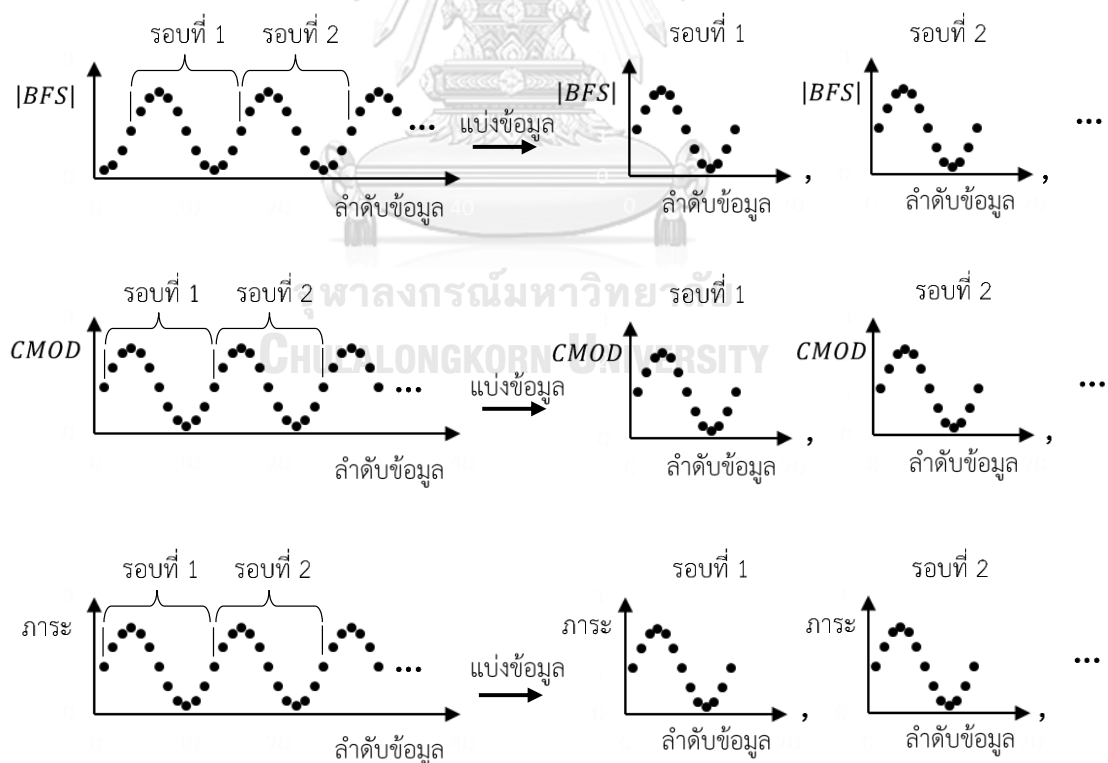 รอบที่ 1 รอบที่ 2 รอบที่ 1 รอบที่ 2
|BFS| แบ่งข้อมูล |BFS| , |BFS| , ...
ลำดับข้อมูล ลำดับข้อมูล ลำดับข้อมูล
จุฬาลงกรณ์มหาวิทยาลัย
CHULALONGKORN UNIVERSITY
รอบที่ 1 รอบที่ 2 รอบที่ 1 รอบที่ 2
CMOD แบ่งข้อมูล CMOD , CMOD , ...
ลำดับข้อมูล ลำดับข้อมูล ลำดับข้อมูล
รอบที่ 1 รอบที่ 2 รอบที่ 1 รอบที่ 2
ภาระ แบ่งข้อมูล ภาระ , ภาระ , ...
ลำดับข้อมูล ลำดับข้อมูล ลำดับข้อมูล